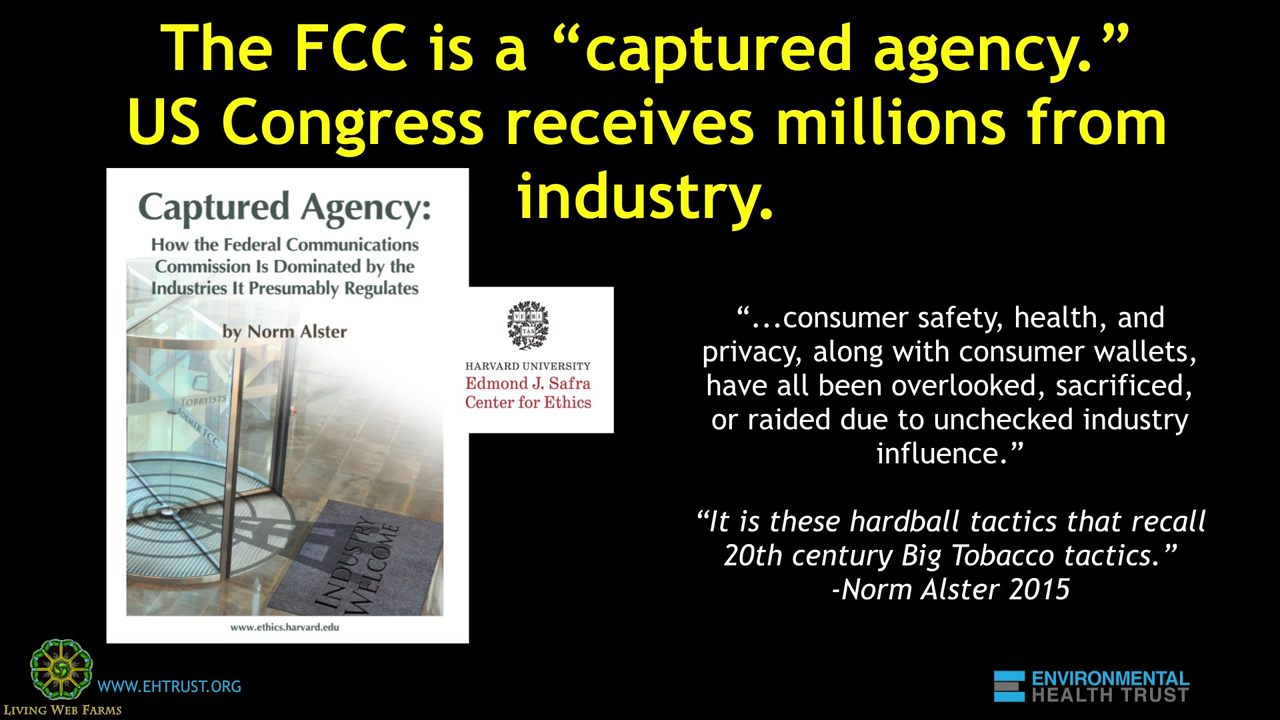 The FCC is a “captured agency.”
US Congress receives millions from
industry.
Captured Agency:
How the Federal Communications
Commission Is Dominated by the
Industries It Presumably Regulates
by Norm Alster
LOBBYISTS
FORMER FCC
INDUSTRY
WELCOME
www.ethics.harvard.edu
VE RI
TAS
HARVARD UNIVERSITY
Edmond J. Safra
Center for Ethics
“...consumer safety, health, and
privacy, along with consumer wallets,
have all been overlooked, sacrificed,
or raided due to unchecked industry
influence.”
“It is these hardball tactics that recall
20th century Big Tobacco tactics.”
-Norm Alster 2015
LIVING WEB FARMS
WWW.EHTRUST.ORG
ENVIRONMENTAL
HEALTH TRUST